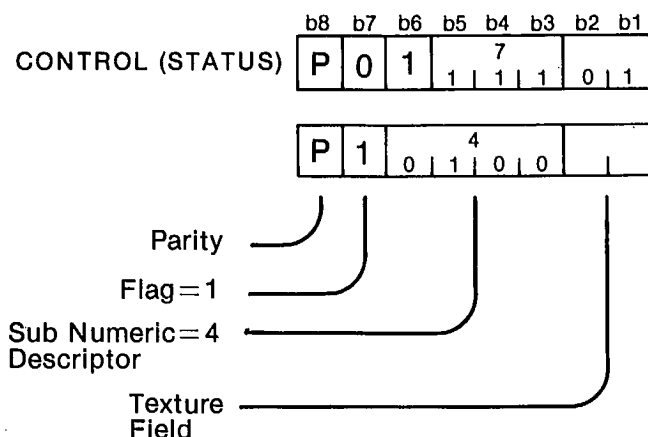 b8 b7 b6 b5 b4 b3 b2 b1
CONTROL (STATUS) P 0 1 7 1 1 1 0 1
P 1 4 0 1 0 0
Parity
Flag=1
Sub Numeric=4
Descriptor
Texture
Field